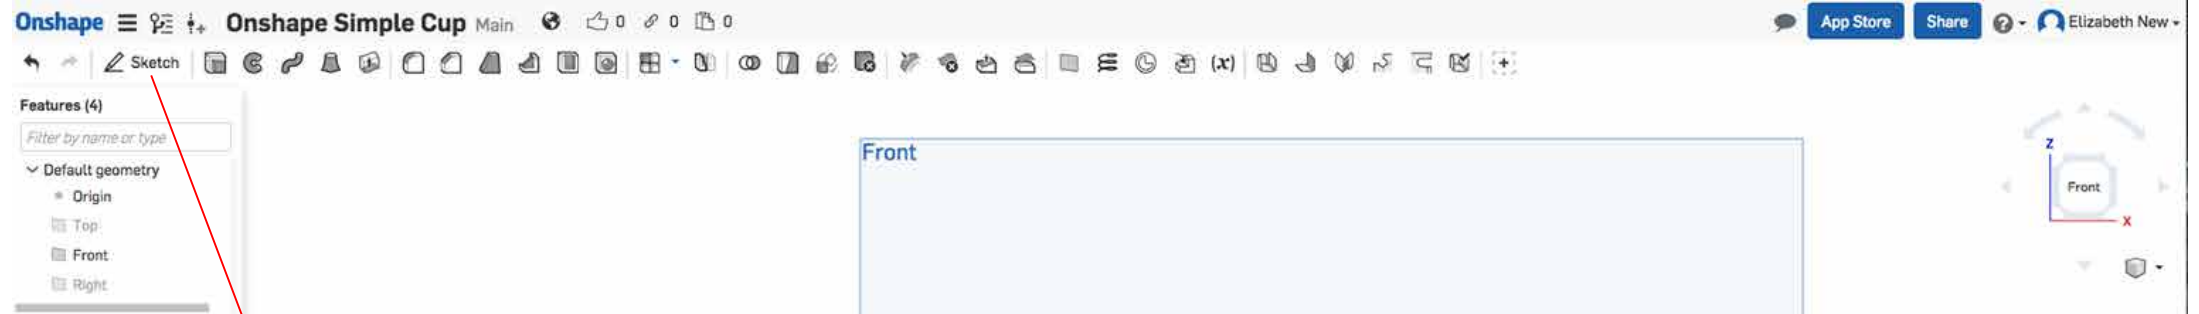 Onshape Onshape Simple Cup Main 0 0 0 App Store Share Elizabeth New
Sketch (x)
Features (4)
Filter by name or type
Default geometry
Origin
Top
Front
Right
Front
Z
Front
X